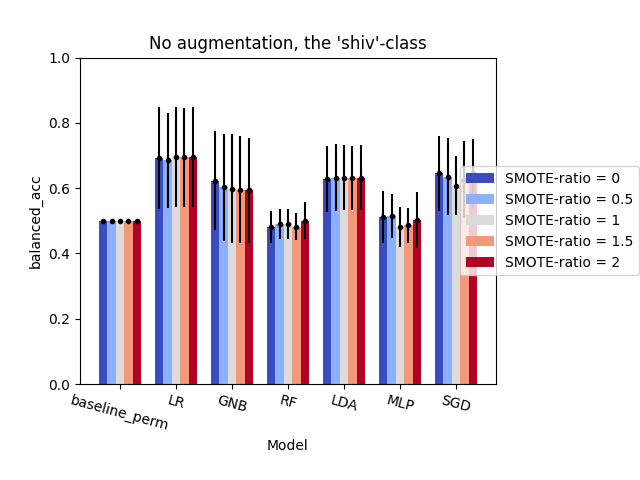 No augmentation, the 'shiv'-class
1.0
0.8
0.6
0.4
0.2
0.0
balanced_acc
SMOTE-ratio = 0
SMOTE-ratio = 0.5
SMOTE-ratio = 1
SMOTE-ratio = 1.5
SMOTE-ratio = 2
baseline_perm
LR
GNB
RF
LDA
MLP
SGD
Model